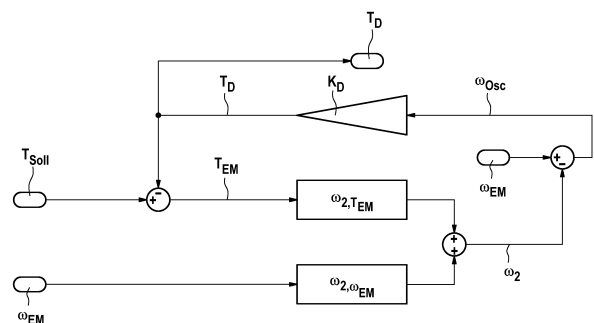 T_D
T_D
K_D
ω_Osc
T_Soll
T_EM
ω_EM
+
−
−
+
ω_2,T_EM
+
+
ω_2
ω_2,ω_EM
ω_EM